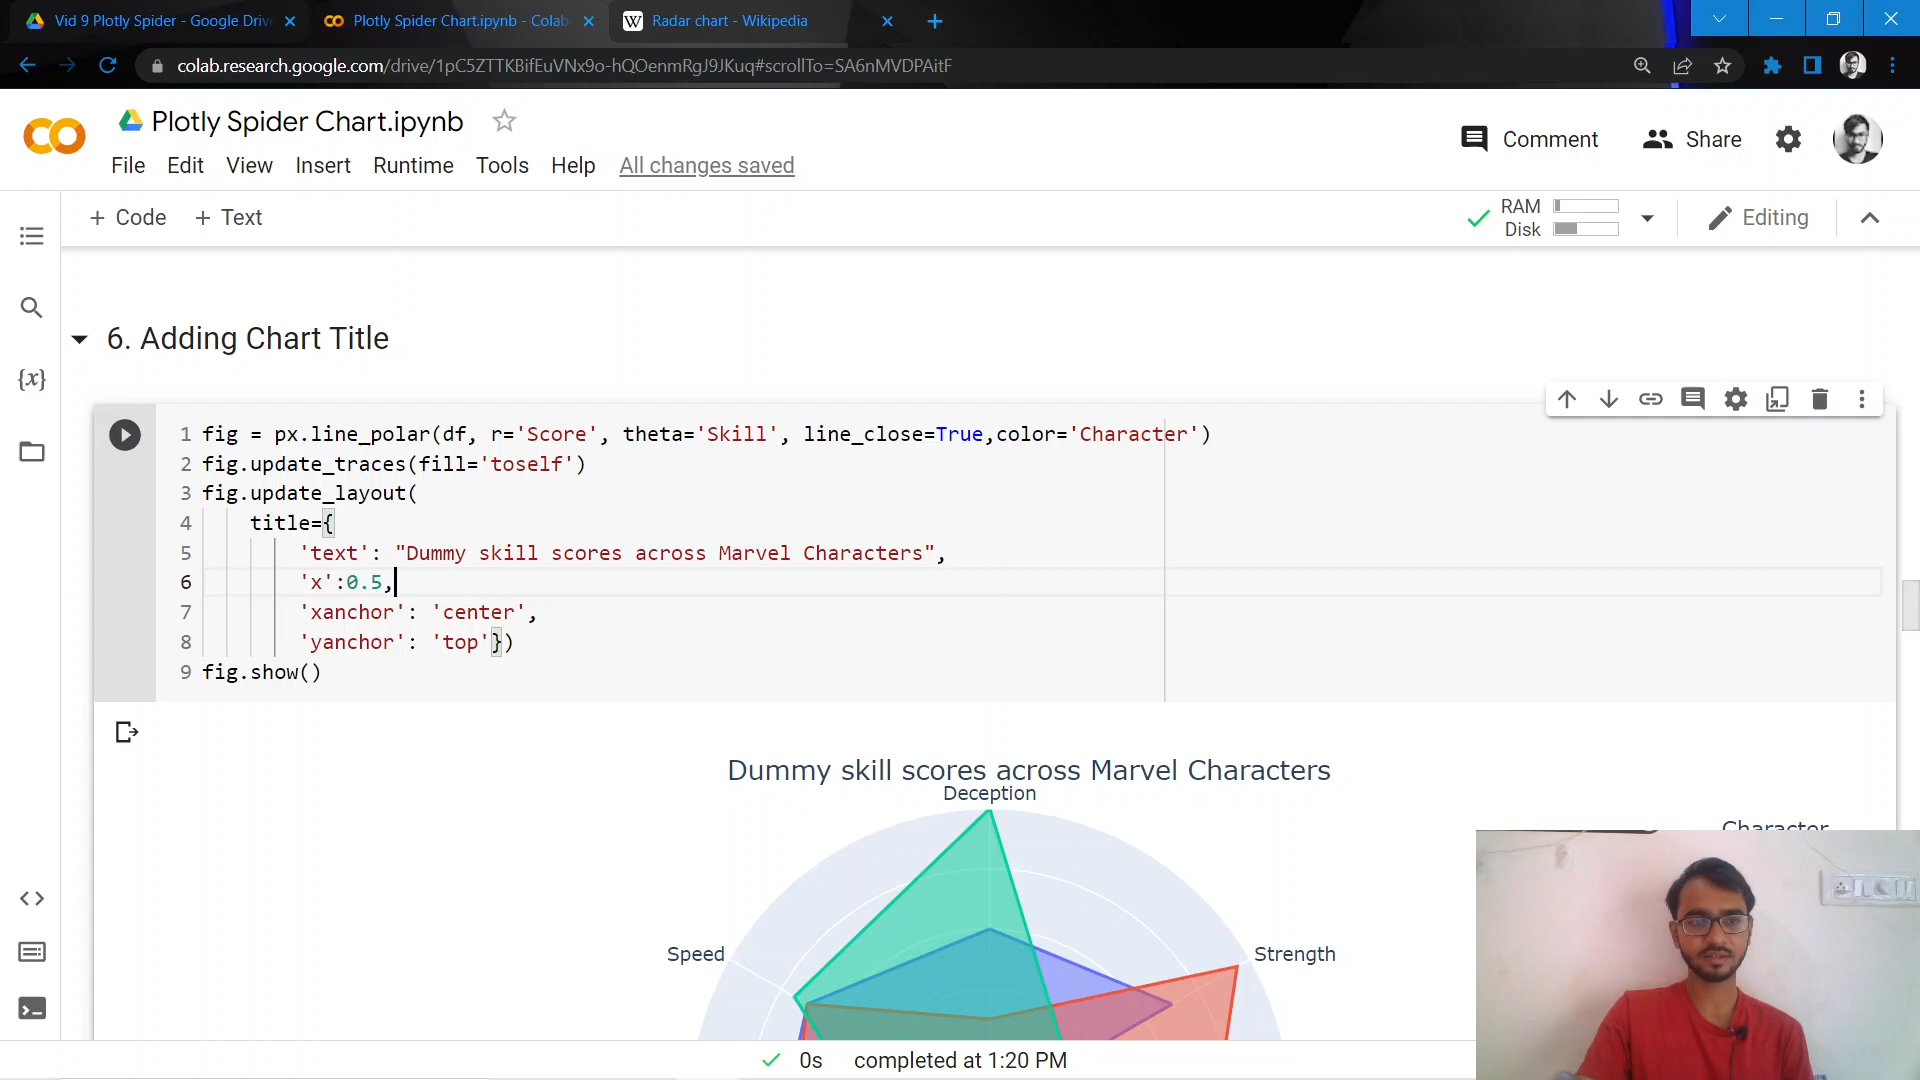 Vid 9 Plotly Spider - Google Drive
Plotly Spider Chart.ipynb - Colab
W Radar chart - Wikipedia
colab.research.google.com/drive/1pC5ZTTKBifEuVNx9o-hQOenmRgJ9JKuq#scrollTo=SA6nMVDPAitF
Plotly Spider Chart.ipynb
Comment
Share
File Edit View Insert Runtime Tools Help All changes saved
+ Code + Text
RAM
Disk
Editing
{x}
6. Adding Chart Title
1 fig = px.line_polar(df, r='Score', theta='Skill', line_close=True,color='Character')
2 fig.update_traces(fill='toself')
3 fig.update_layout(
4 title={
5 'text': "Dummy skill scores across Marvel Characters",
6 'x':0.5,
7 'xanchor': 'center',
8 'yanchor': 'top'})
9 fig.show()
Dummy skill scores across Marvel Characters
Deception
Character
Speed
Strength
0s completed at 1:20 PM